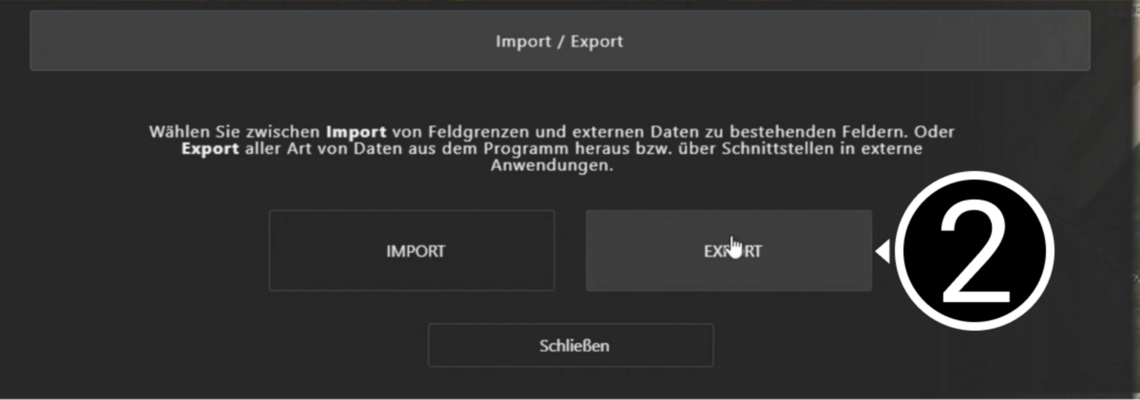 Import / Export
Wählen Sie zwischen Import von Feldgrenzen und externen Daten zu bestehenden Feldern. Oder
Export aller Art von Daten aus dem Programm heraus bzw. über Schnittstellen in externe
Anwendungen.
IMPORT
EXPORT
2
Schließen